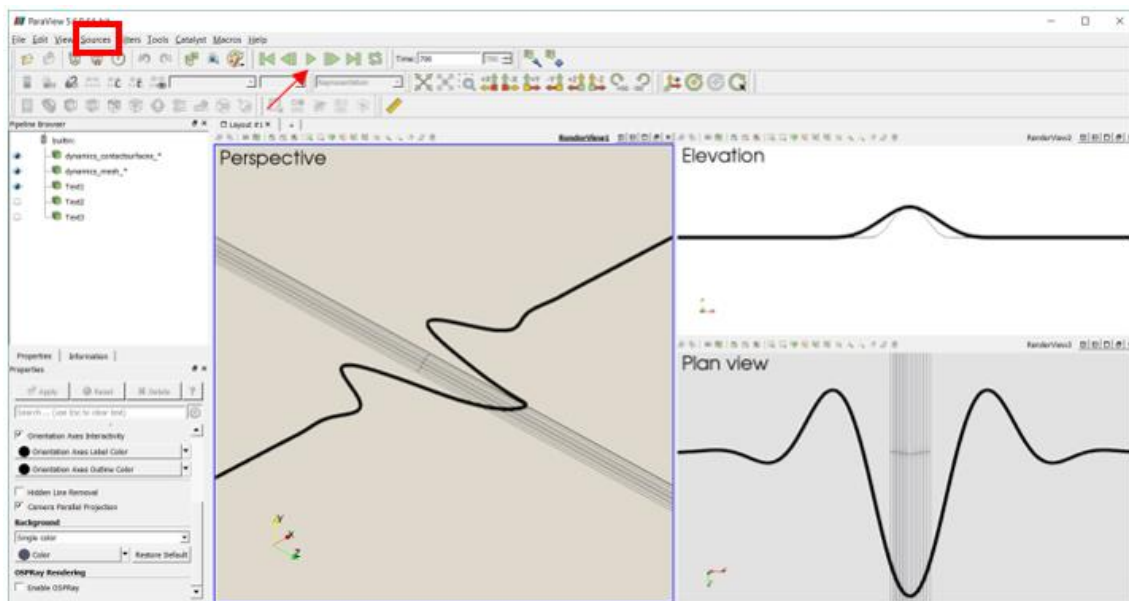 ParaView 5.6.0 64-bit
File Edit View Sources Filters Tools Catalyst Macros Help
Time: 700
Representation
Pipeline Browser
Layout #1
builtin:
dynamics_contactsurfaces_*
dynamics_mesh_*
Text1
Text2
Text3
RenderView1
Perspective
RenderView2
Elevation
RenderView3
Plan view
Properties Information
Properties
Apply Reset Delete ?
Search ... (use Esc to clear text)
Orientation Axes Interactivity
Orientation Axes Label Color
Orientation Axes Outline Color
Hidden Line Removal
Camera Parallel Projection
Background
Single color
Color Restore Default
OSPRay Rendering
Enable OSPRay
Y
X
Z
Z